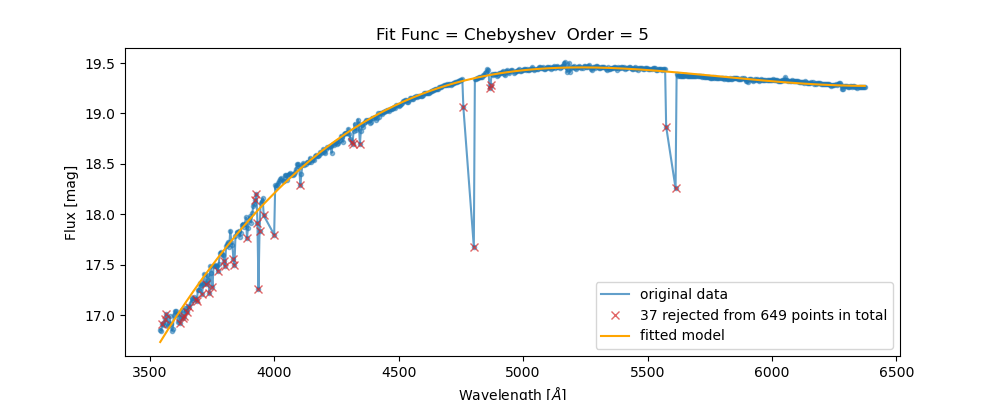 Fit Func = Chebyshev  Order = 5
Flux [mag]
19.5
19.0
18.5
18.0
17.5
17.0
original data
37 rejected from 649 points in total
fitted model
3500 4000 4500 5000 5500 6000 6500
Wavelength [Å]